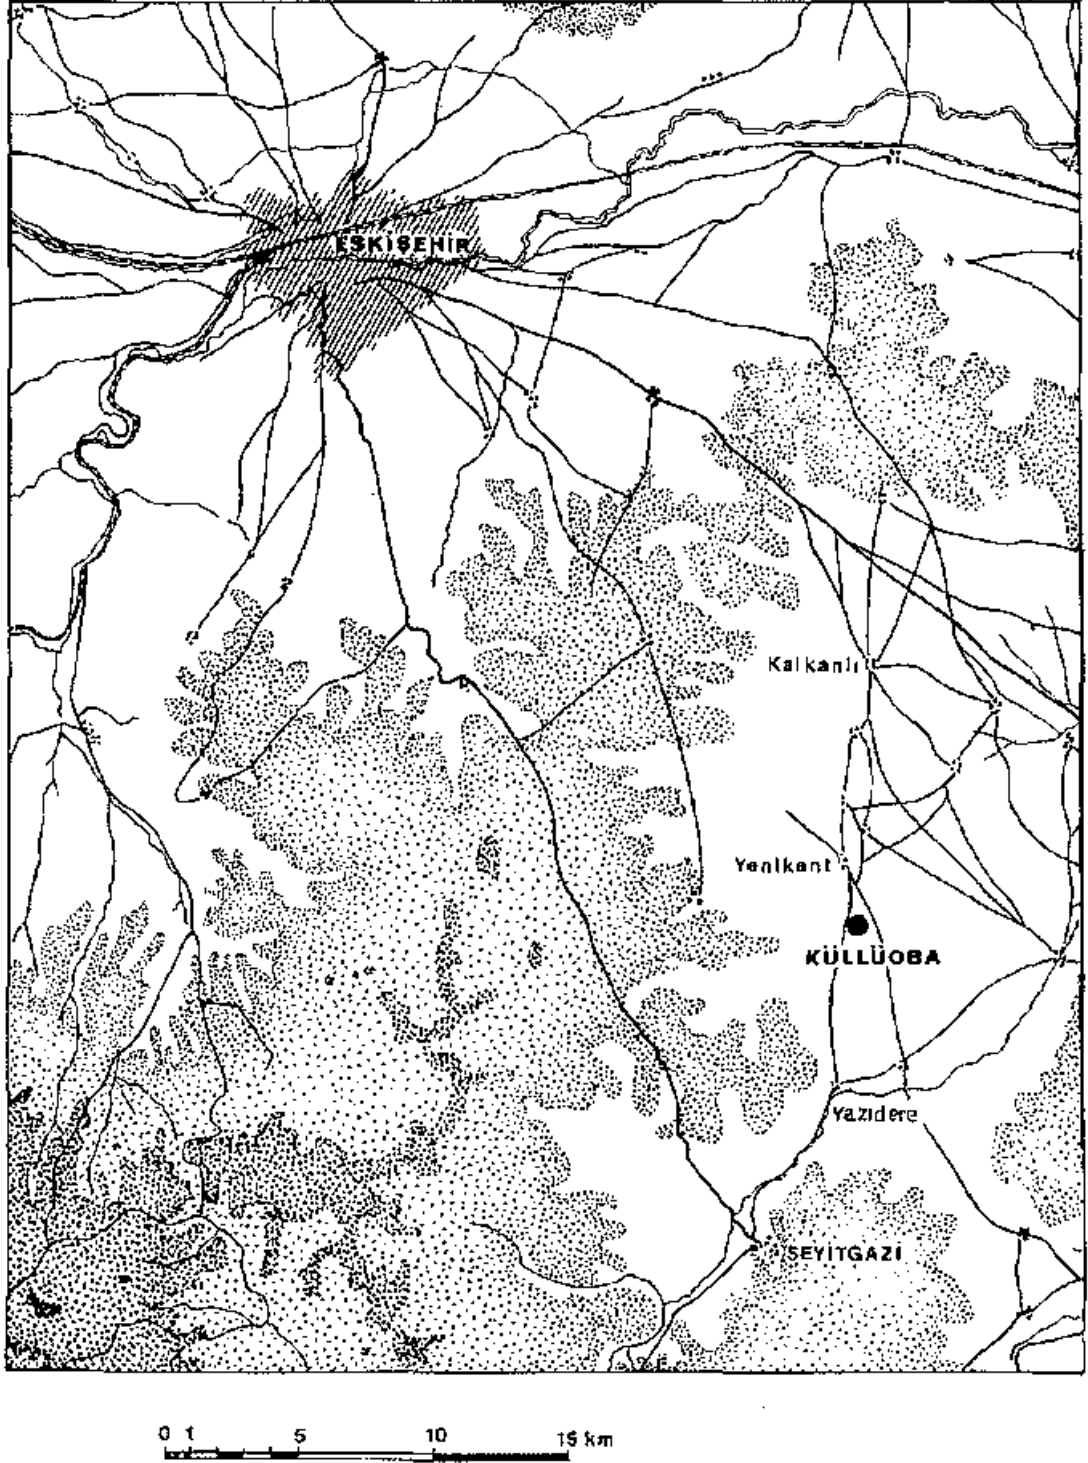 ESKİŞEHİR
Kalkanlı
Yenikent
KÜLLÜOBA
Yazıdere
SEYİTGAZİ
0 1 5 10 15 km